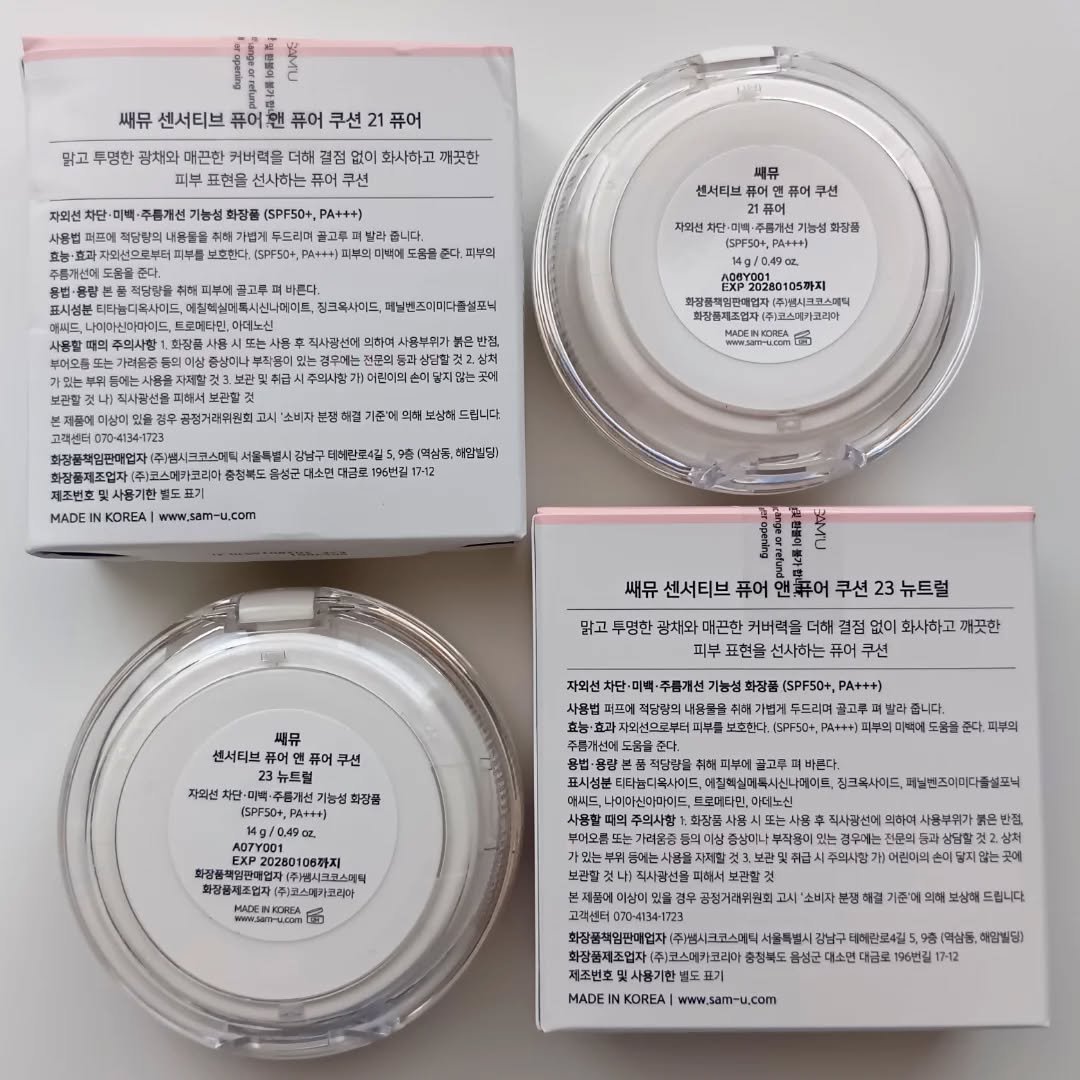 SAM'U
및 환불이 불가 합니
ange or refund
er opening
쌔뮤 센서티브 퓨어 앤 퓨어 쿠션 21 퓨어
맑고 투명한 광채와 매끈한 커버력을 더해 결점 없이 화사하고 깨끗한
피부 표현을 선사하는 퓨어 쿠션
자외선 차단·미백·주름개선 기능성 화장품 (SPF50+, PA+++)
사용법 퍼프에 적당량의 내용물을 취해 가볍게 두드리며 골고루 펴 발라 줍니다.
효능·효과 자외선으로부터 피부를 보호한다. (SPF50+, PA+++) 피부의 미백에 도움을 준다. 피부의
주름개선에 도움을 준다.
용법·용량 본 품 적당량을 취해 피부에 골고루 펴 바른다.
표시성분 티타늄디옥사이드, 에칠헥실메톡시신나메이트, 징크옥사이드, 페닐벤즈이미다졸설포닉
애씨드, 나이아신아마이드, 트로메타민, 아데노신
사용할 때의 주의사항 1. 화장품 사용 시 또는 사용 후 직사광선에 의하여 사용부위가 붉은 반점,
부어오름 또는 가려움증 등의 이상 증상이나 부작용이 있는 경우에는 전문의 등과 상담할 것 2. 상처
가 있는 부위 등에는 사용을 자제할 것 3. 보관 및 취급 시 주의사항 가) 어린이의 손이 닿지 않는 곳에
보관할 것 나) 직사광선을 피해서 보관할 것
본 제품에 이상이 있을 경우 공정거래위원회 고시 '소비자 분쟁 해결 기준'에 의해 보상해 드립니다.
고객센터 070-4134-1723
화장품책임판매업자 (주)쌤시크코스메틱 서울특별시 강남구 테헤란로4길 5, 9층 (역삼동, 해암빌딩)
화장품제조업자 (주)코스메카코리아 충청북도 음성군 대소면 대금로 196번길 17-12
제조번호 및 사용기한 별도 표기
MADE IN KOREA | www.sam-u.com
쌔뮤
센서티브 퓨어 앤 퓨어 쿠션
21 퓨어
자외선 차단·미백·주름개선 기능성 화장품
(SPF50+, PA+++)
14 g / 0.49 oz.
A06Y001
EXP 20280105까지
화장품책임판매업자 (주)쌤시크코스메틱
화장품제조업자 (주)코스메카코리아
MADE IN KOREA
www.sam-u.com
12M
쌔뮤
센서티브 퓨어 앤 퓨어 쿠션
23 뉴트럴
자외선 차단·미백·주름개선 기능성 화장품
(SPF50+, PA+++)
14 g / 0.49 oz.
A07Y001
EXP 20280106까지
화장품책임판매업자 (주)쌤시크코스메틱
화장품제조업자 (주)코스메카코리아
MADE IN KOREA
www.sam-u.com
12M
SAM'U
및 환불이 불가 합니다.
ange or refund
er opening
쌔뮤 센서티브 퓨어 앤 퓨어 쿠션 23 뉴트럴
맑고 투명한 광채와 매끈한 커버력을 더해 결점 없이 화사하고 깨끗한
피부 표현을 선사하는 퓨어 쿠션
자외선 차단·미백·주름개선 기능성 화장품 (SPF50+, PA+++)
사용법 퍼프에 적당량의 내용물을 취해 가볍게 두드리며 골고루 펴 발라 줍니다.
효능·효과 자외선으로부터 피부를 보호한다. (SPF50+, PA+++) 피부의 미백에 도움을 준다. 피부의
주름개선에 도움을 준다.
용법·용량 본 품 적당량을 취해 피부에 골고루 펴 바른다.
표시성분 티타늄디옥사이드, 에칠헥실메톡시신나메이트, 징크옥사이드, 페닐벤즈이미다졸설포닉
애씨드, 나이아신아마이드, 트로메타민, 아데노신
사용할 때의 주의사항 1. 화장품 사용 시 또는 사용 후 직사광선에 의하여 사용부위가 붉은 반점,
부어오름 또는 가려움증 등의 이상 증상이나 부작용이 있는 경우에는 전문의 등과 상담할 것 2. 상처
가 있는 부위 등에는 사용을 자제할 것 3. 보관 및 취급 시 주의사항 가) 어린이의 손이 닿지 않는 곳에
보관할 것 나) 직사광선을 피해서 보관할 것
본 제품에 이상이 있을 경우 공정거래위원회 고시 '소비자 분쟁 해결 기준'에 의해 보상해 드립니다.
고객센터 070-4134-1723
화장품책임판매업자 (주)쌤시크코스메틱 서울특별시 강남구 테헤란로4길 5, 9층 (역삼동, 해암빌딩)
화장품제조업자 (주)코스메카코리아 충청북도 음성군 대소면 대금로 196번길 17-12
제조번호 및 사용기한 별도 표기
MADE IN KOREA | www.sam-u.com